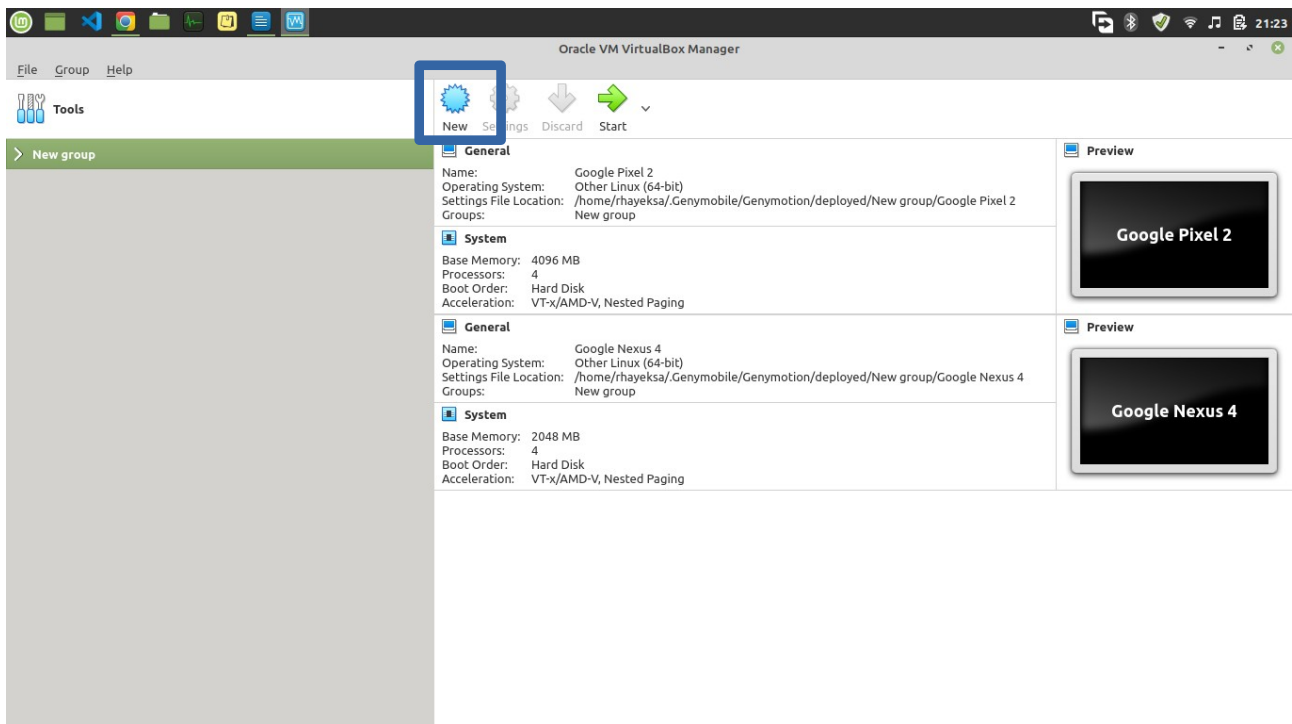 21:23
Oracle VM VirtualBox Manager
File Group Help
Tools
New Settings Discard Start
New group
General
Name: Google Pixel 2
Operating System: Other Linux (64-bit)
Settings File Location: /home/rhayeksa/.Genymobile/Genymotion/deployed/New group/Google Pixel 2
Groups: New group
System
Base Memory: 4096 MB
Processors: 4
Boot Order: Hard Disk
Acceleration: VT-x/AMD-V, Nested Paging
Preview
Google Pixel 2
General
Name: Google Nexus 4
Operating System: Other Linux (64-bit)
Settings File Location: /home/rhayeksa/.Genymobile/Genymotion/deployed/New group/Google Nexus 4
Groups: New group
System
Base Memory: 2048 MB
Processors: 4
Boot Order: Hard Disk
Acceleration: VT-x/AMD-V, Nested Paging
Preview
Google Nexus 4